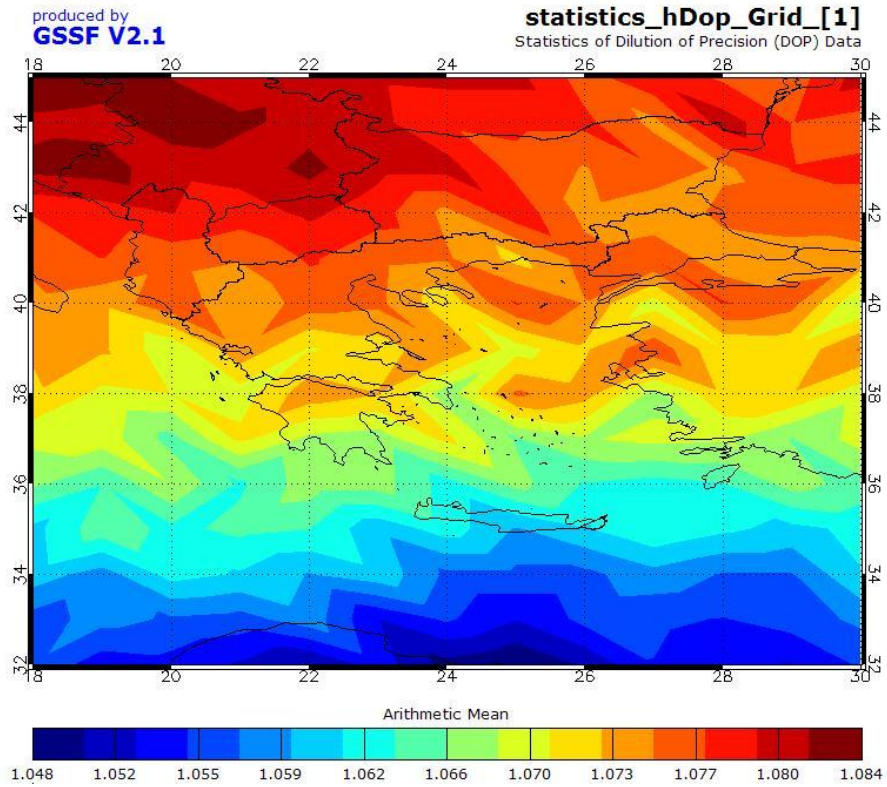 produced by
GSSF V2.1
statistics_hDop_Grid_[1]
Statistics of Dilution of Precision (DOP) Data
18 20 22 24 26 28 30
44 44
42 42
40 40
38 38
36 36
34 34
32 32
18 20 22 24 26 28 30
Arithmetic Mean
1.048 1.052 1.055 1.059 1.062 1.066 1.070 1.073 1.077 1.080 1.084